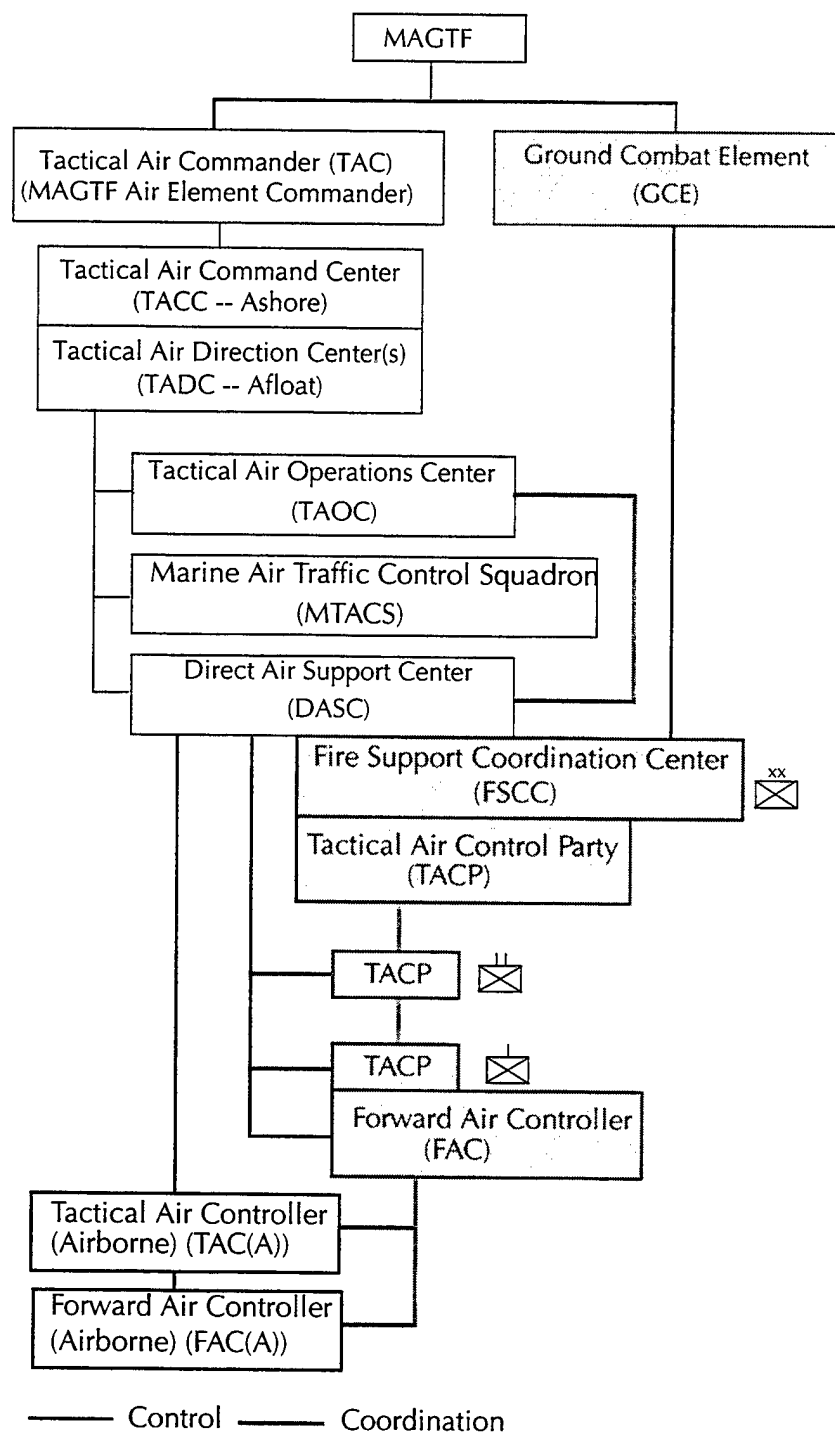 MAGTF
Tactical Air Commander (TAC)
(MAGTF Air Element Commander)
Ground Combat Element
(GCE)
Tactical Air Command Center
(TACC -- Ashore)
Tactical Air Direction Center(s)
(TADC -- Afloat)
Tactical Air Operations Center
(TAOC)
Marine Air Traffic Control Squadron
(MTACS)
Direct Air Support Center
(DASC)
Fire Support Coordination Center
(FSCC)
xx
Tactical Air Control Party
(TACP)
TACP
TACP
Forward Air Controller
(FAC)
Tactical Air Controller
(Airborne) (TAC(A))
Forward Air Controller
(Airborne) (FAC(A))
Control Coordination